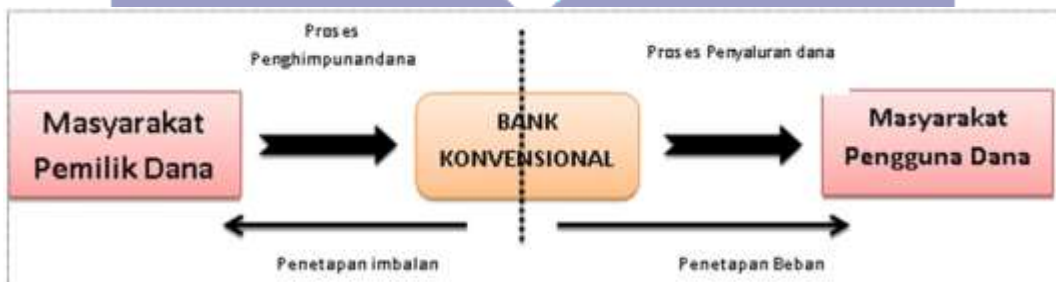 Proses
Penghimpunandana
Proses Penyaluran dana
Masyarakat
Pemilik Dana
BANK
KONVENSIONAL
Masyarakat
Pengguna Dana
Penetapan imbalan
Penetapan Beban